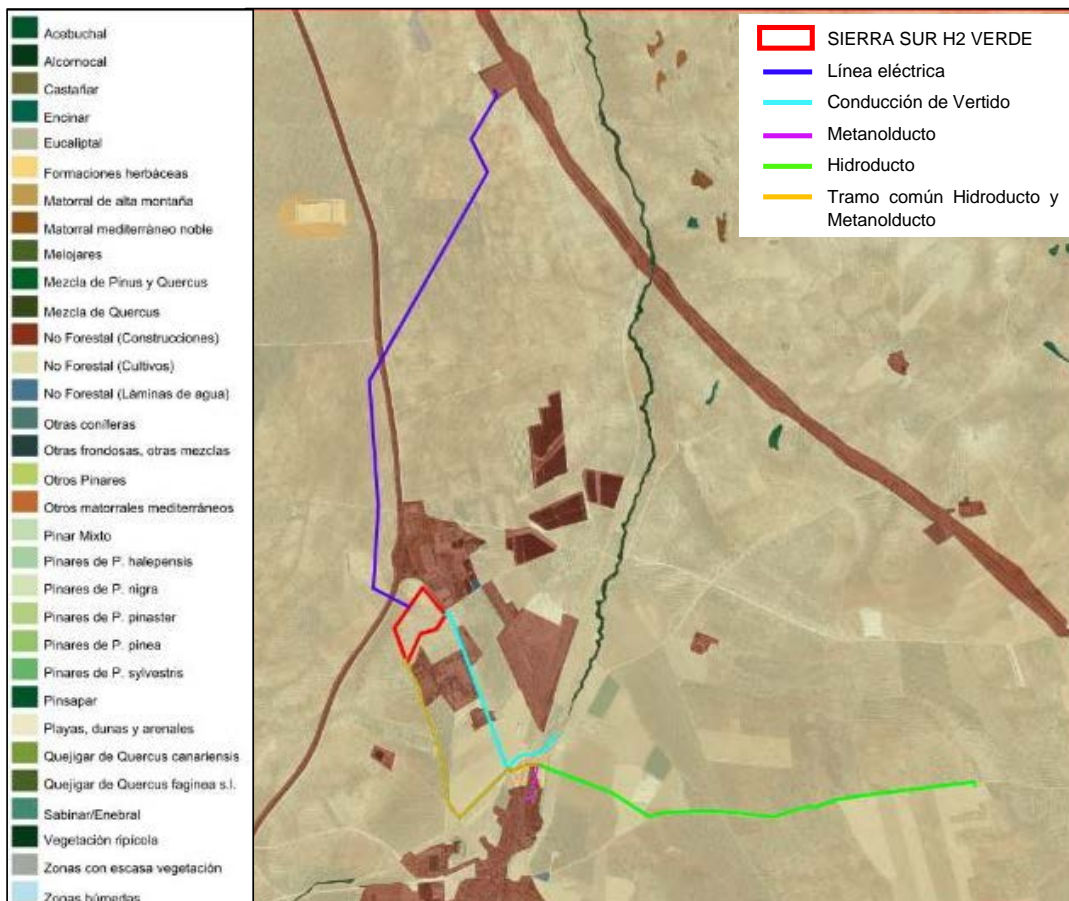 Acebuchal
Alcornocal
Castañar
Encinar
Eucaliptal
Formaciones herbáceas
Matorral de alta montaña
Matorral mediterráneo noble
Melojares
Mezcla de Pinus y Quercus
Mezcla de Quercus
No Forestal (Construcciones)
No Forestal (Cultivos)
No Forestal (Láminas de agua)
Otras coníferas
Otras frondosas, otras mezclas
Otros Pinares
Otros matorrales mediterráneos
Pinar Mixto
Pinares de P. halepensis
Pinares de P. nigra
Pinares de P. pinaster
Pinares de P. pinea
Pinares de P. sylvestris
Pinsapar
Playas, dunas y arenales
Quejigar de Quercus canariensis
Quejigar de Quercus faginea s.l.
Sabinar/Enebral
Vegetación ripícola
Zonas con escasa vegetación
Zonas húmedas
SIERRA SUR H2 VERDE
Línea eléctrica
Conducción de Vertido
Metanolducto
Hidroducto
Tramo común Hidroducto y
Metanolducto